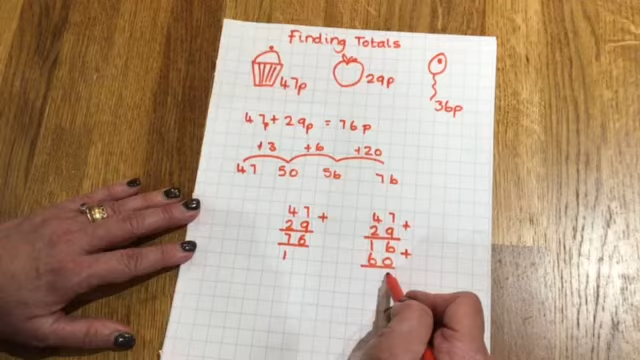 Finding Totals
47p 29p 36p
47p + 29p = 76p
+3 +6 +20
47 50 56 76
47 +
29
76
1
47
29 +
16
60 +